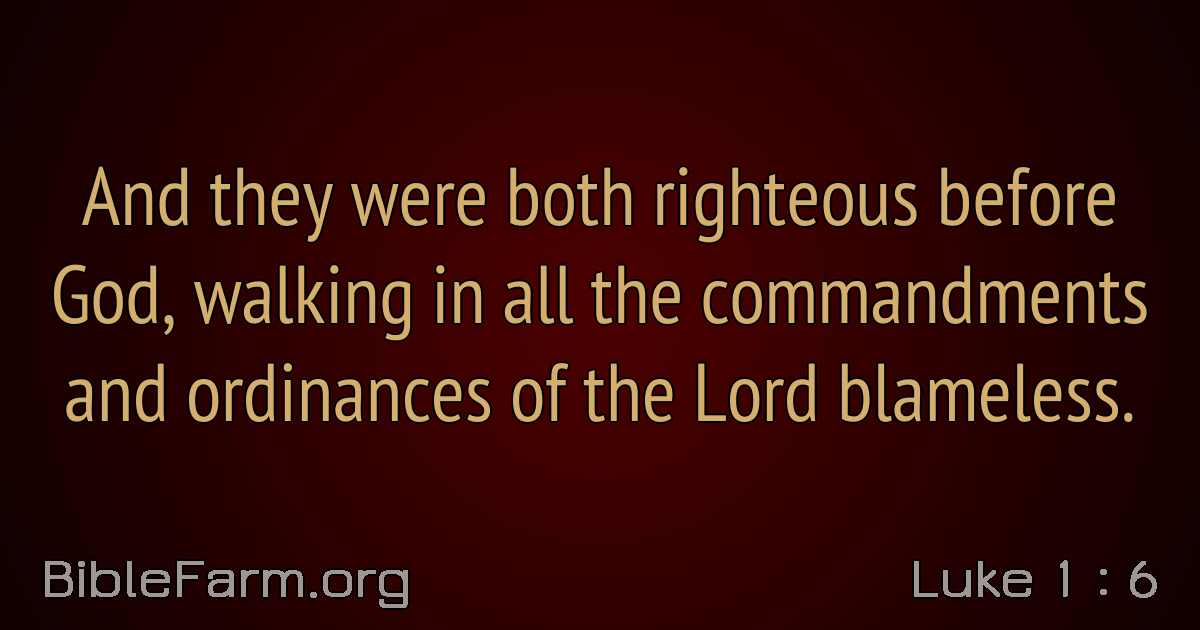 And they were both righteous before
God, walking in all the commandments
and ordinances of the Lord blameless.
BibleFarm.org
Luke 1 : 6